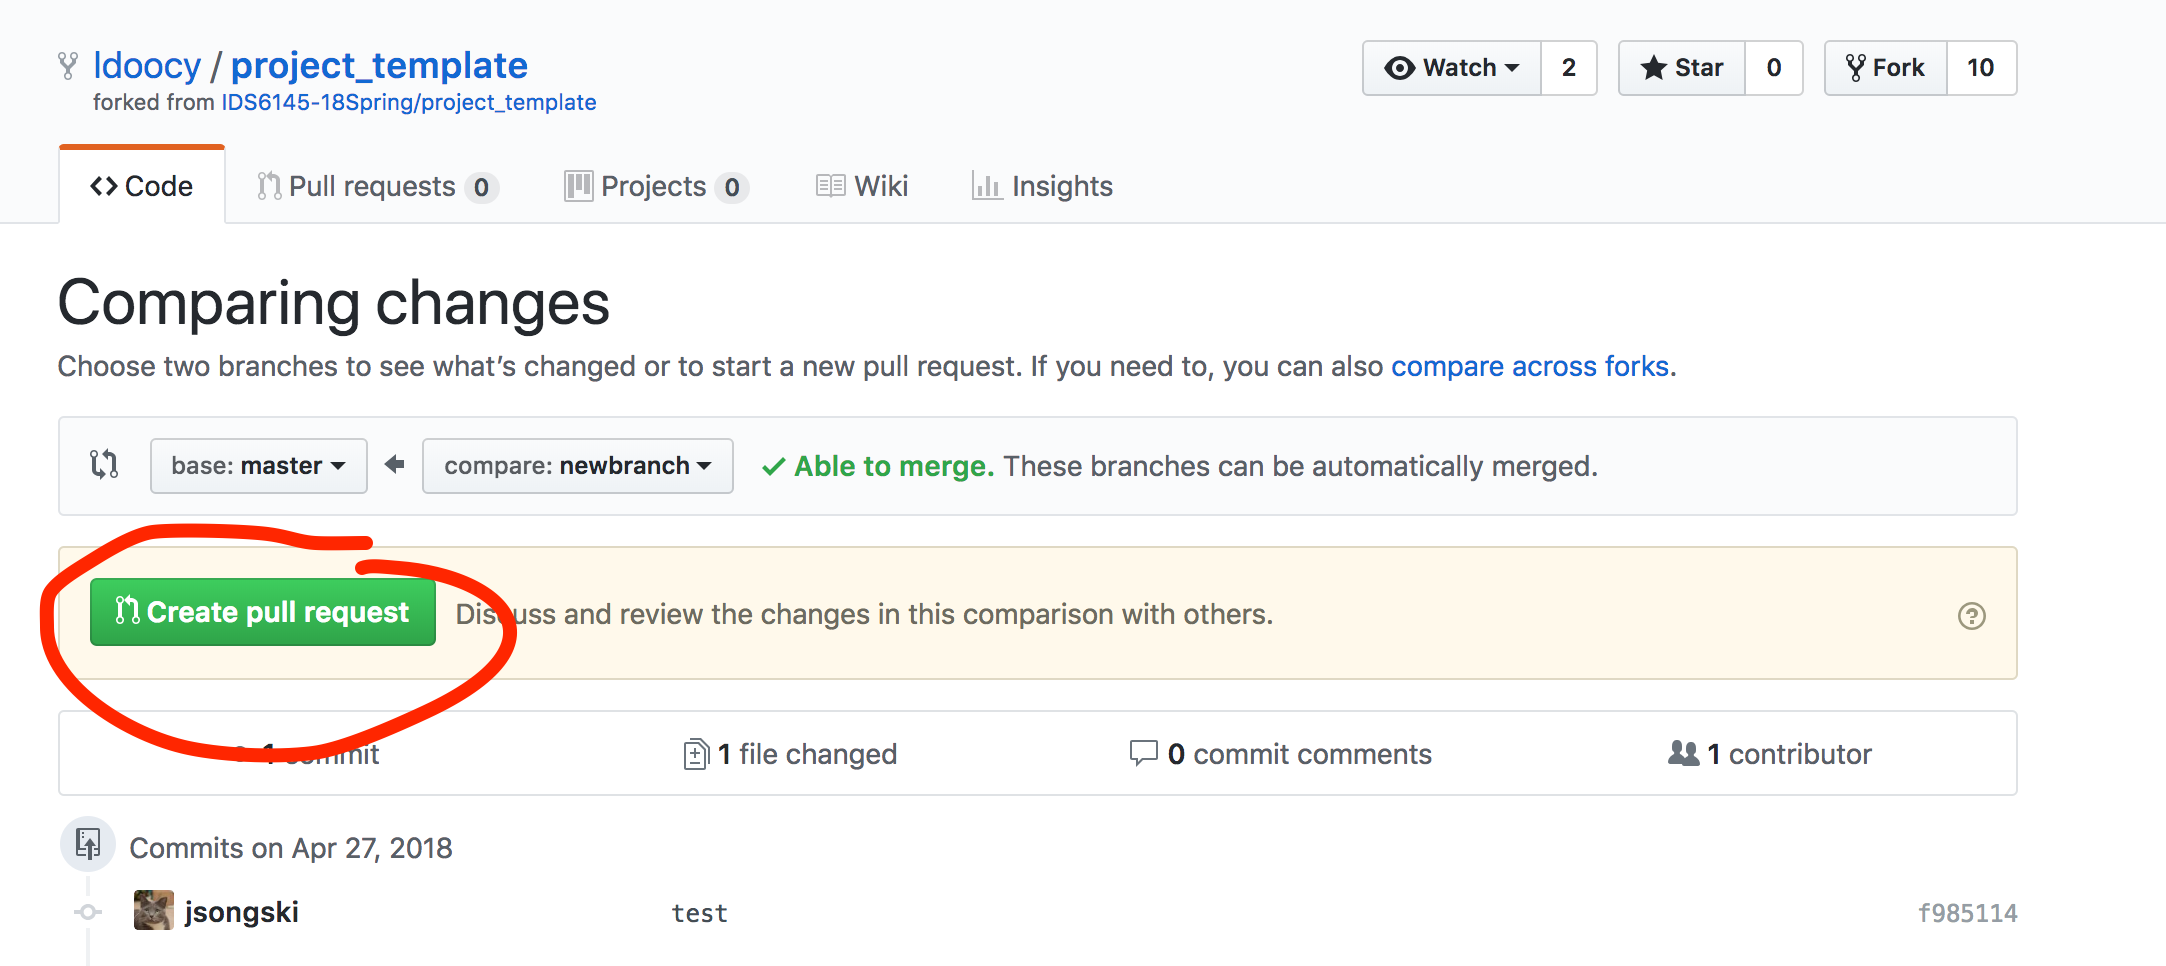 ldoocy / project_template
forked from IDS6145-18Spring/project_template
Watch 2 Star 0 Fork 10
Code Pull requests 0 Projects 0 Wiki Insights
Comparing changes
Choose two branches to see what's changed or to start a new pull request. If you need to, you can also compare across forks.
base: master compare: newbranch Able to merge. These branches can be automatically merged.
Create pull request Discuss and review the changes in this comparison with others.
1 commit 1 file changed 0 commit comments 1 contributor
Commits on Apr 27, 2018
jsongski test f985114